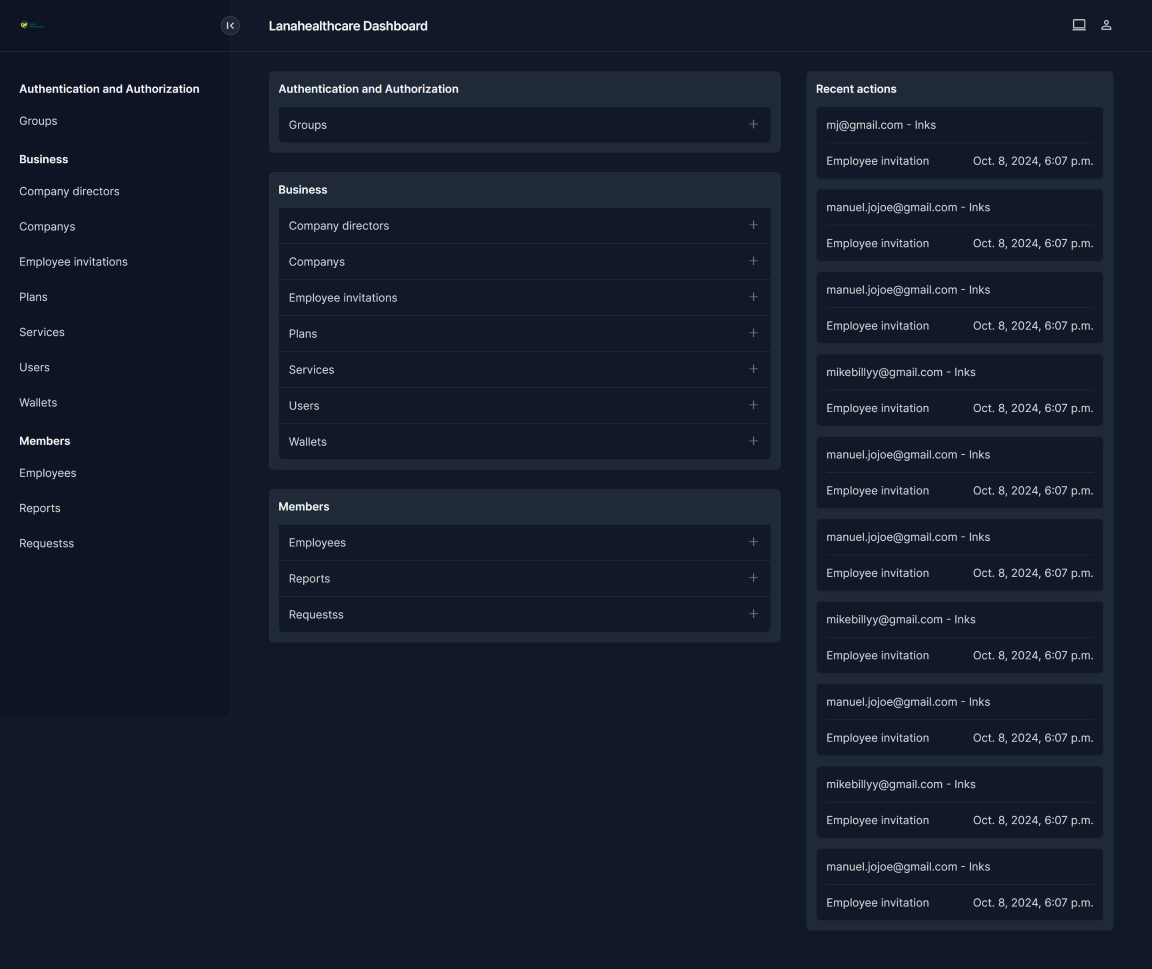 Lanahealthcare Dashboard
Authentication and Authorization
Groups
Business
Company directors
Companys
Employee invitations
Plans
Services
Users
Wallets
Members
Employees
Reports
Requestss
Authentication and Authorization
Groups
Business
Company directors
Companys
Employee invitations
Plans
Services
Users
Wallets
Members
Employees
Reports
Requestss
Recent actions
mj@gmail.com - Inks
Employee invitation Oct. 8, 2024, 6:07 p.m.
manuel.jojoe@gmail.com - Inks
Employee invitation Oct. 8, 2024, 6:07 p.m.
manuel.jojoe@gmail.com - Inks
Employee invitation Oct. 8, 2024, 6:07 p.m.
mikebillyy@gmail.com - Inks
Employee invitation Oct. 8, 2024, 6:07 p.m.
manuel.jojoe@gmail.com - Inks
Employee invitation Oct. 8, 2024, 6:07 p.m.
manuel.jojoe@gmail.com - Inks
Employee invitation Oct. 8, 2024, 6:07 p.m.
mikebillyy@gmail.com - Inks
Employee invitation Oct. 8, 2024, 6:07 p.m.
manuel.jojoe@gmail.com - Inks
Employee invitation Oct. 8, 2024, 6:07 p.m.
mikebillyy@gmail.com - Inks
Employee invitation Oct. 8, 2024, 6:07 p.m.
manuel.jojoe@gmail.com - Inks
Employee invitation Oct. 8, 2024, 6:07 p.m.